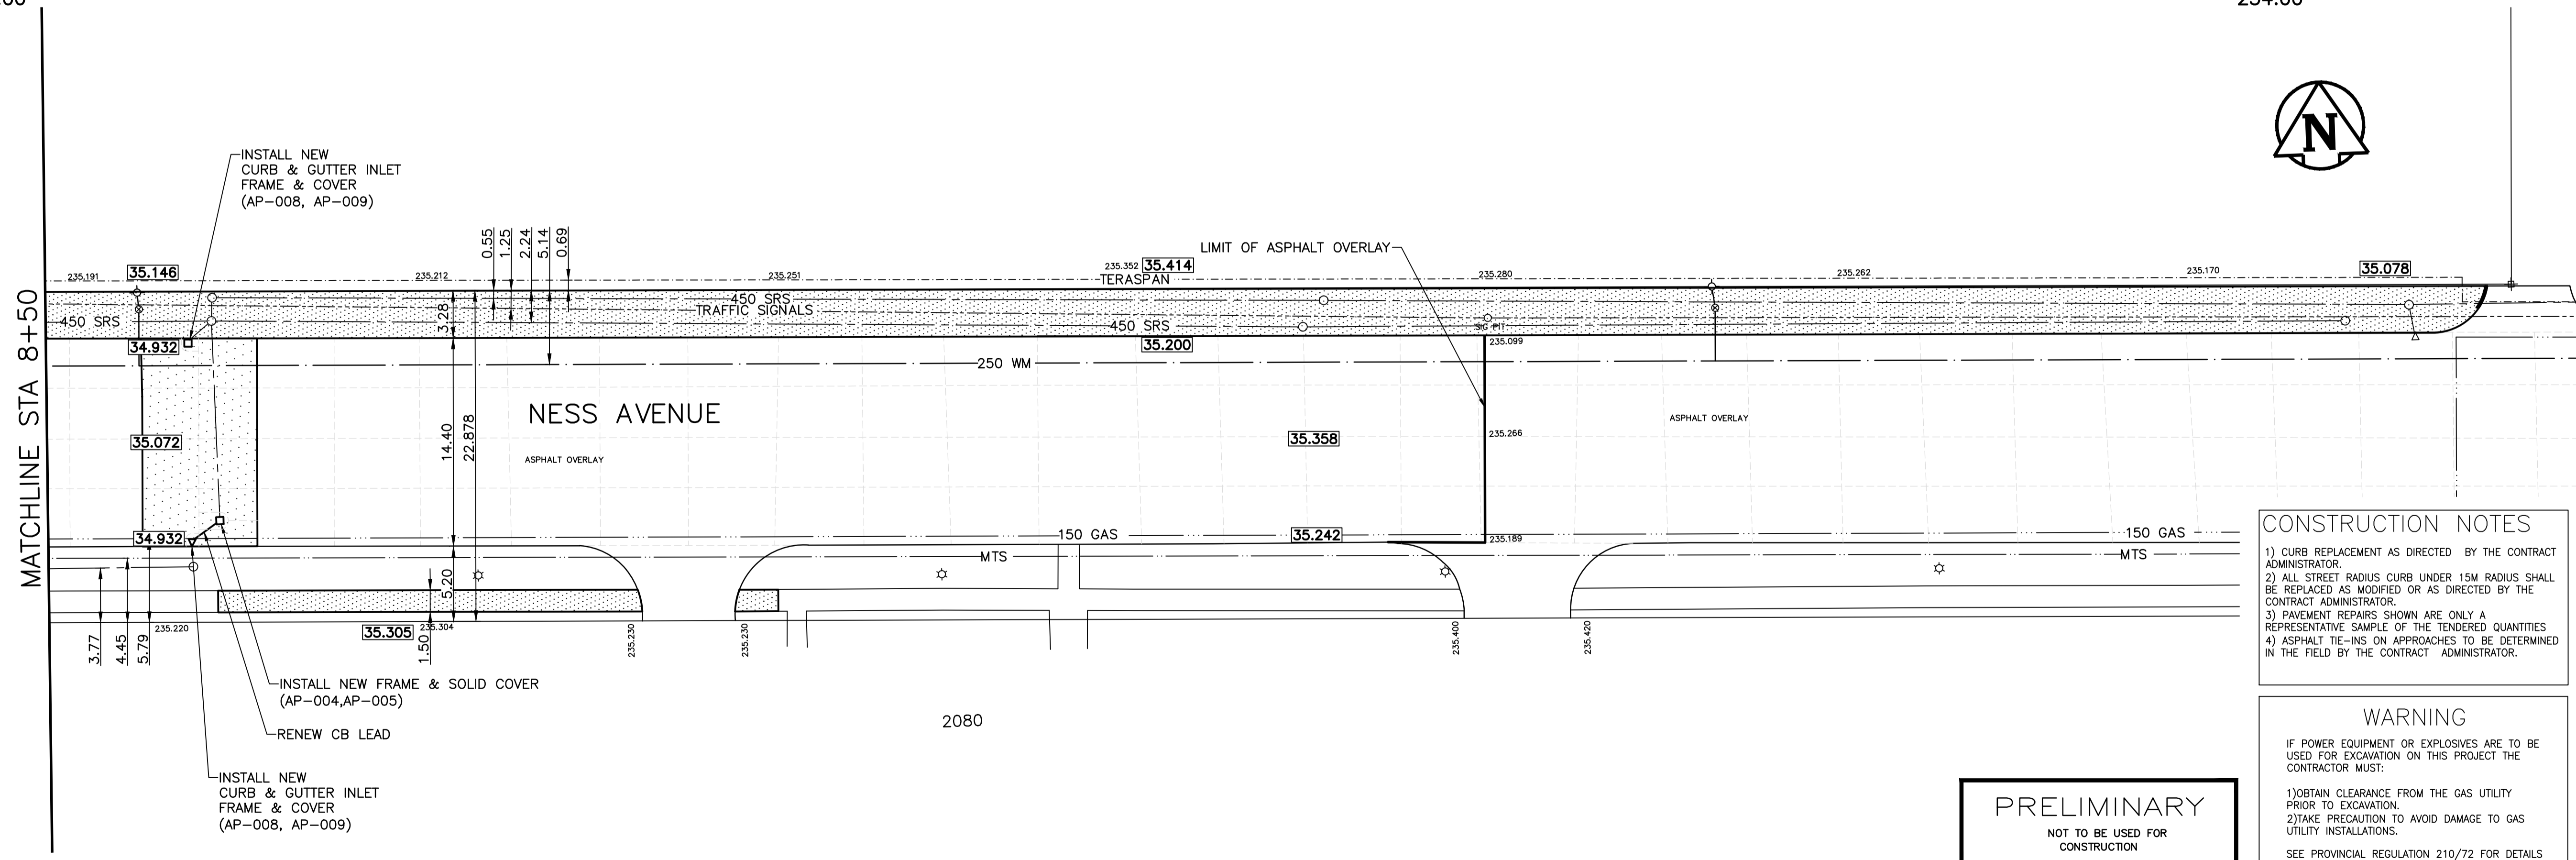 INSTALL NEW
CURB & GUTTER INLET
FRAME & COVER
(AP-008, AP-009)
N
0.55
1.25
2.24
5.14
0.69
LIMIT OF ASPHALT OVERLAY
235.191
35.146
235.212
235.251
235.352 35.414
TERASPAN
235.280
235.262
235.170
35.078
450 SRS
TRAFFIC SIGNALS
450 SRS
450 SRS
SIG PIT
3.28
34.932
35.200
235.099
250 WM
MATCHLINE STA 8+50
NESS AVENUE
14.40
22.878
35.072
35.358
235.266
ASPHALT OVERLAY
ASPHALT OVERLAY
34.932
150 GAS
35.242
235.189
150 GAS
MTS
MTS
5.20
3.77
4.45
5.79
235.220
35.305
235.304
1.50
235.230
235.230
235.400
235.420
INSTALL NEW FRAME & SOLID COVER
(AP-004,AP-005)
RENEW CB LEAD
INSTALL NEW
CURB & GUTTER INLET
FRAME & COVER
(AP-008, AP-009)
2080
CONSTRUCTION NOTES
1) CURB REPLACEMENT AS DIRECTED BY THE CONTRACT
ADMINISTRATOR.
2) ALL STREET RADIUS CURB UNDER 15M RADIUS SHALL
BE REPLACED AS MODIFIED OR AS DIRECTED BY THE
CONTRACT ADMINISTRATOR.
3) PAVEMENT REPAIRS SHOWN ARE ONLY A
REPRESENTATIVE SAMPLE OF THE TENDERED QUANTITIES
4) ASPHALT TIE-INS ON APPROACHES TO BE DETERMINED
IN THE FIELD BY THE CONTRACT ADMINISTRATOR.
WARNING
IF POWER EQUIPMENT OR EXPLOSIVES ARE TO BE
USED FOR EXCAVATION ON THIS PROJECT THE
CONTRACTOR MUST:
1)OBTAIN CLEARANCE FROM THE GAS UTILITY
PRIOR TO EXCAVATION.
2)TAKE PRECAUTION TO AVOID DAMAGE TO GAS
UTILITY INSTALLATIONS.
SEE PROVINCIAL REGULATION 210/72 FOR DETAILS
PRELIMINARY
NOT TO BE USED FOR
CONSTRUCTION